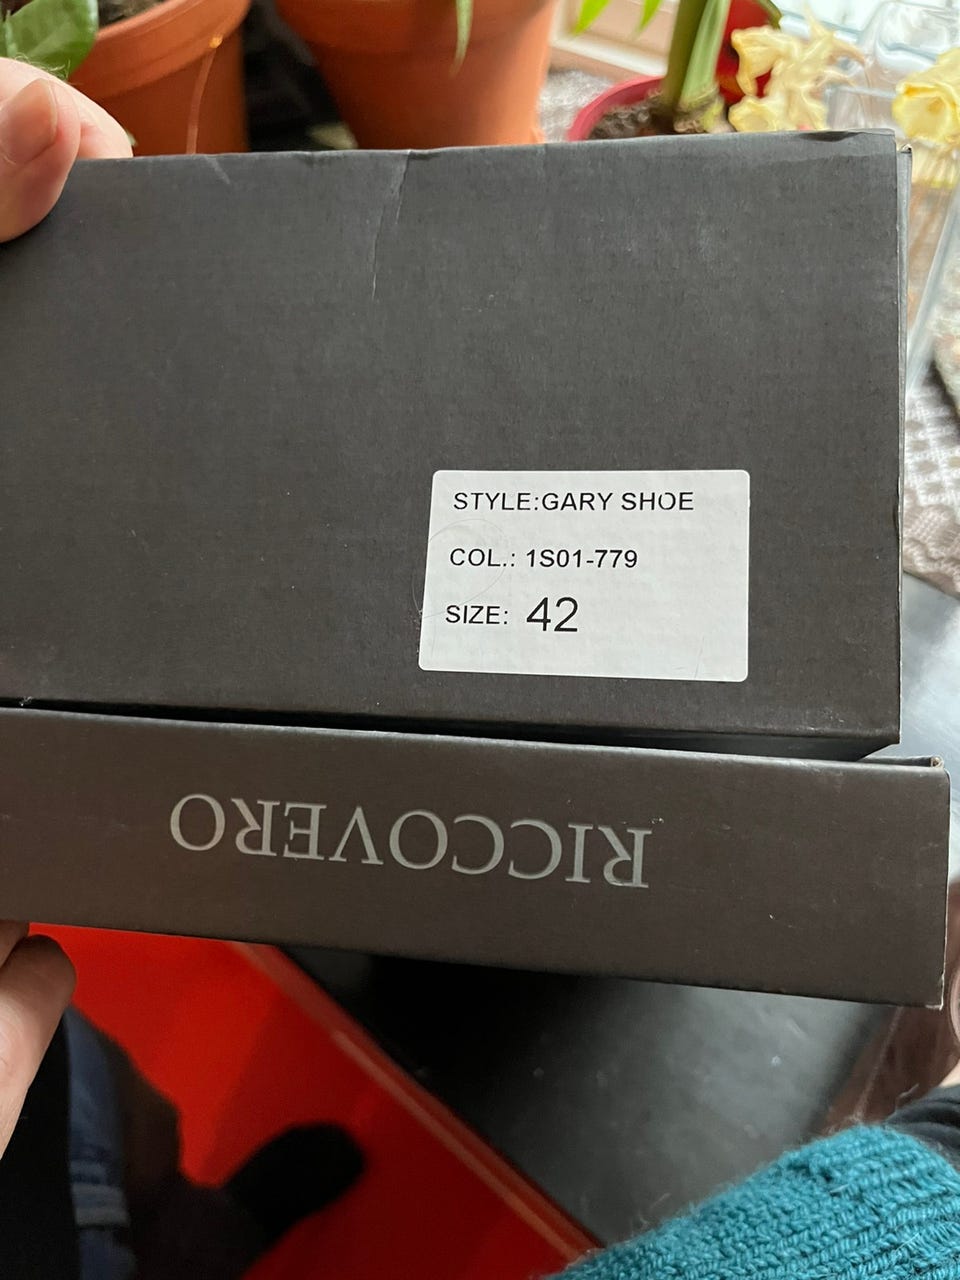 STYLE:GARY SHOE
COL.: 1S01-779
SIZE: 42
RICCOVERO